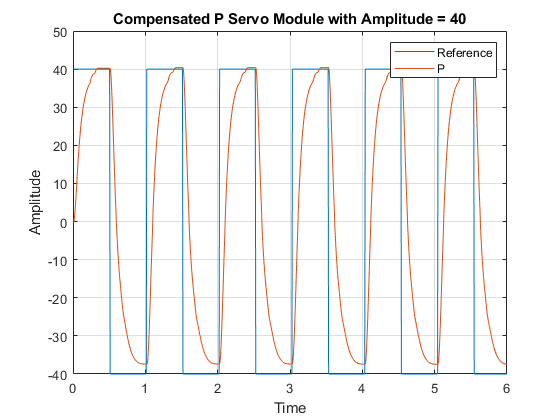 Compensated P Servo Module with Amplitude = 40
50
40
30
20
10
0
-10
-20
-30
-40
Amplitude
Reference
P
0 1 2 3 4 5 6
Time